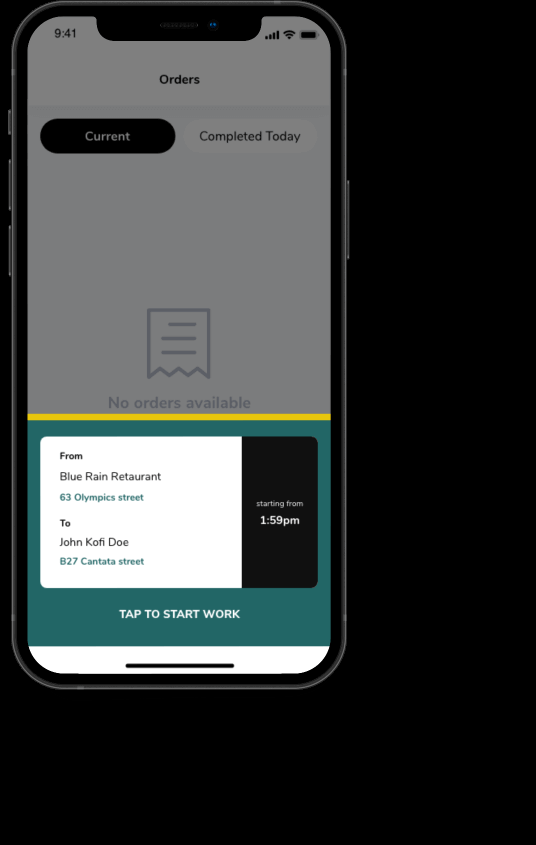 9:41
Orders
Current
Completed Today
No orders available
From
Blue Rain Retaurant
63 Olympics street
To
John Kofi Doe
B27 Cantata street
starting from
1:59pm
TAP TO START WORK